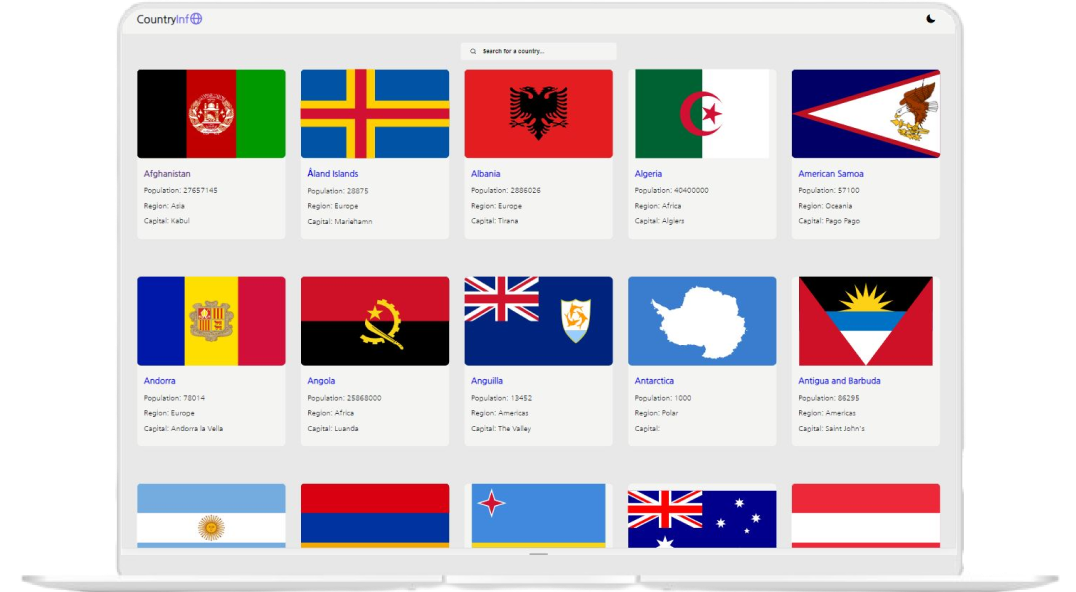 CountryInf
Search for a country...
Afghanistan
Population: 27657145
Region: Asia
Capital: Kabul
Åland Islands
Population: 28875
Region: Europe
Capital: Mariehamn
Albania
Population: 2886026
Region: Europe
Capital: Tirana
Algeria
Population: 40400000
Region: Africa
Capital: Algiers
American Samoa
Population: 57100
Region: Oceania
Capital: Pago Pago
Andorra
Population: 78014
Region: Europe
Capital: Andorra la Vella
Angola
Population: 25868000
Region: Africa
Capital: Luanda
Anguilla
Population: 13452
Region: Americas
Capital: The Valley
Antarctica
Population: 1000
Region: Polar
Capital:
Antigua and Barbuda
Population: 86295
Region: Americas
Capital: Saint John's